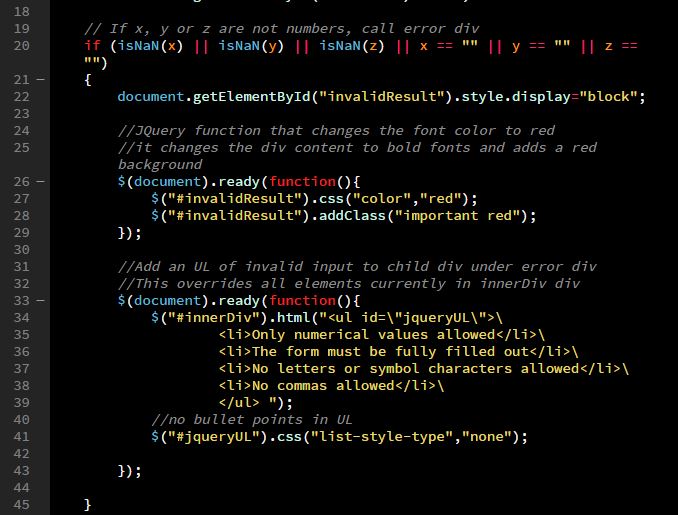 18
19 // If x, y or z are not numbers, call error div
20 if (isNaN(x) || isNaN(y) || isNaN(z) || x == "" || y == "" || z ==
"")
21 – {
22 document.getElementById("invalidResult").style.display="block";
23
24 //JQuery function that changes the font color to red
25 //it changes the div content to bold fonts and adds a red
background
26 – $(document).ready(function(){
27 $("#invalidResult").css("color","red");
28 $("#invalidResult").addClass("important red");
29 });
30
31 //Add an UL of invalid input to child div under error div
32 //This overrides all elements currently in innerDiv div
33 – $(document).ready(function(){
34 $("#innerDiv").html("<ul id=\"jqueryUL\">\
35 <li>Only numerical values allowed</li>\
36 <li>The form must be fully filled out</li>\
37 <li>No letters or symbol characters allowed</li>\
38 <li>No commas allowed</li>\
39 </ul> ");
40 //no bullet points in UL
41 $("#jqueryUL").css("list-style-type","none");
42
43 });
44
45 }